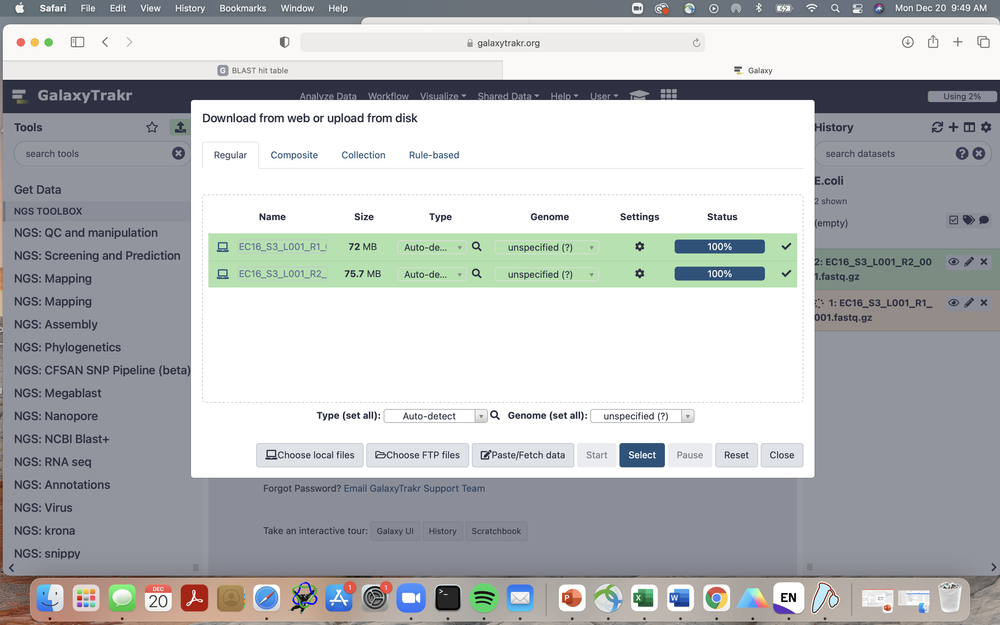 Safari File Edit View History Bookmarks Window Help Mon Dec 20 9:49 AM
galaxytrakr.org
G BLAST hit table Galaxy
GalaxyTrakr Analyze Data Workflow Visualize Shared Data Help User Using 2%
Download from web or upload from disk
Tools
History
Regular Composite Collection Rule-based
search tools
search datasets
E.coli
Get Data
2 shown
NGS TOOLBOX
Name Size Type Genome Settings Status
(empty)
NGS: QC and manipulation
EC16_S3_L001_R1_ 72 MB Auto-de... unspecified (?) 100%
NGS: Screening and Prediction
2: EC16_S3_L001_R2_00
EC16_S3_L001_R2_ 75.7 MB Auto-de... unspecified (?) 100%
1.fastq.gz
NGS: Mapping
NGS: Mapping
1: EC16_S3_L001_R1_
001.fastq.gz
NGS: Assembly
NGS: Phylogenetics
NGS: CFSAN SNP Pipeline (beta)
NGS: Megablast
NGS: Nanopore
Type (set all): Auto-detect Genome (set all): unspecified (?)
NGS: NCBI Blast+
Choose local files Choose FTP files Paste/Fetch data Start Select Pause Reset Close
NGS: RNA seq
NGS: Annotations
Forgot Password? Email GalaxyTrakr Support Team
NGS: Virus
NGS: krona
Take an interactive tour: Galaxy UI History Scratchbook
NGS: snippy
DEC
20
1
1
>_
P
X
W
EN
P